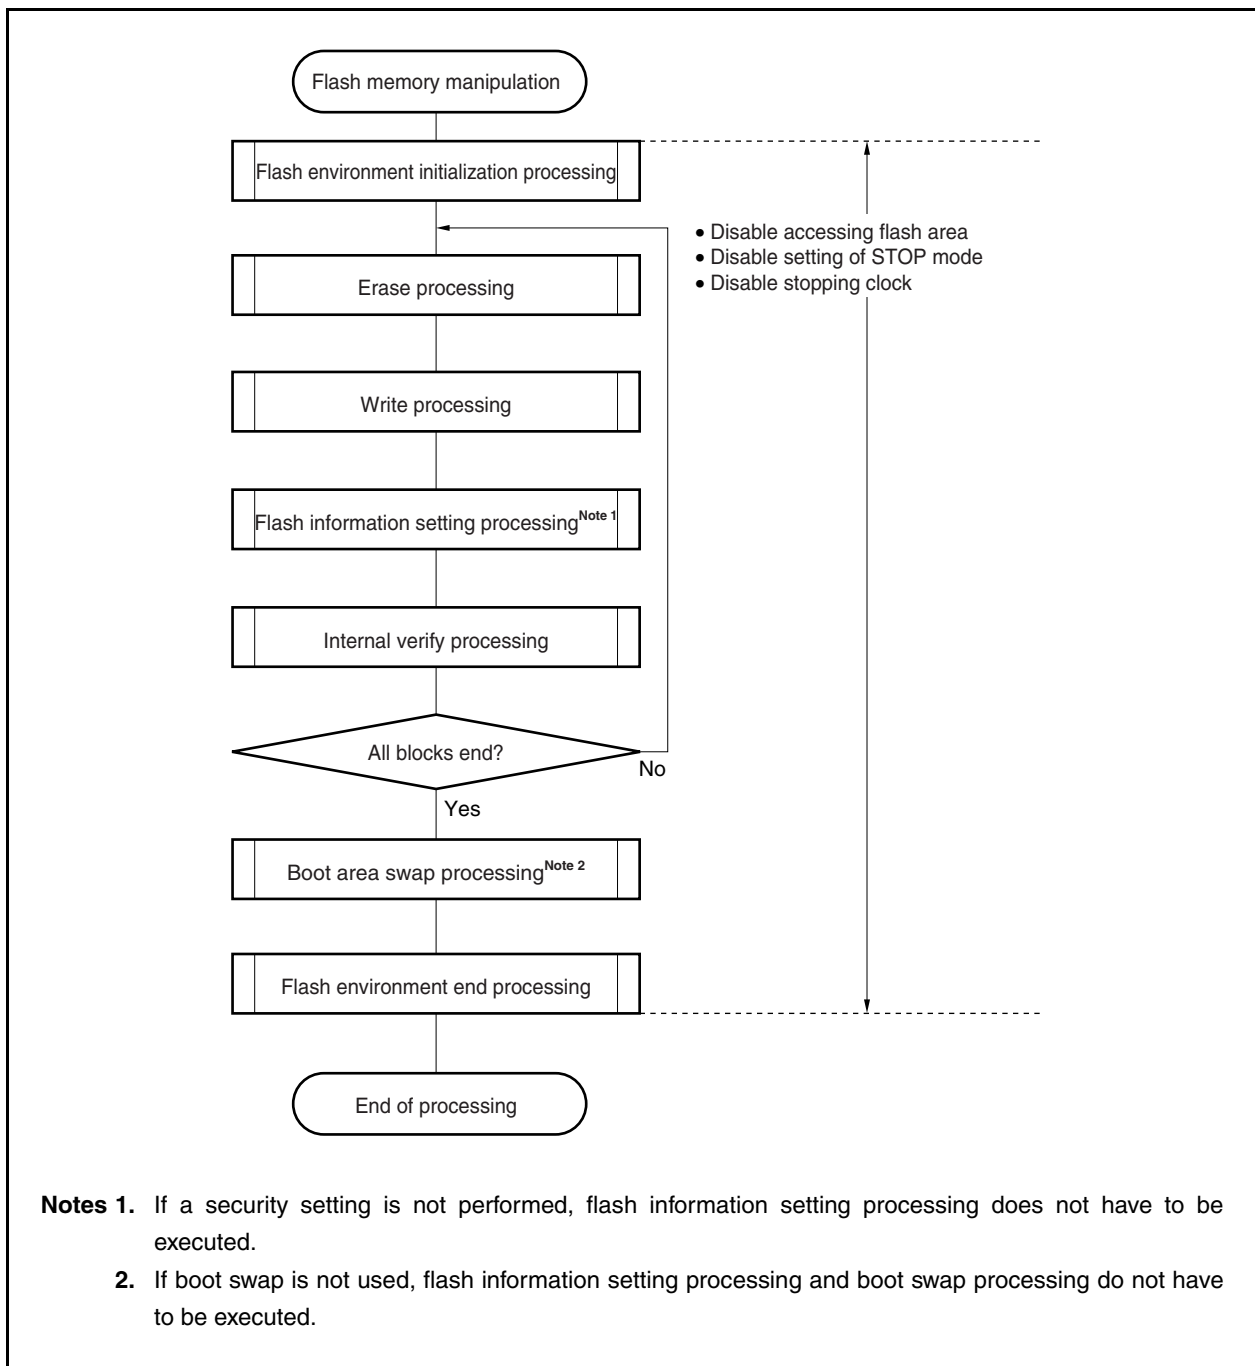 Flash memory manipulation
Flash environment initialization processing
• Disable accessing flash area
• Disable setting of STOP mode
• Disable stopping clock
Erase processing
Write processing
Flash information setting processingNote 1
Internal verify processing
All blocks end?
No
Yes
Boot area swap processingNote 2
Flash environment end processing
End of processing
Notes 1. If a security setting is not performed, flash information setting processing does not have to be
executed.
2. If boot swap is not used, flash information setting processing and boot swap processing do not have
to be executed.